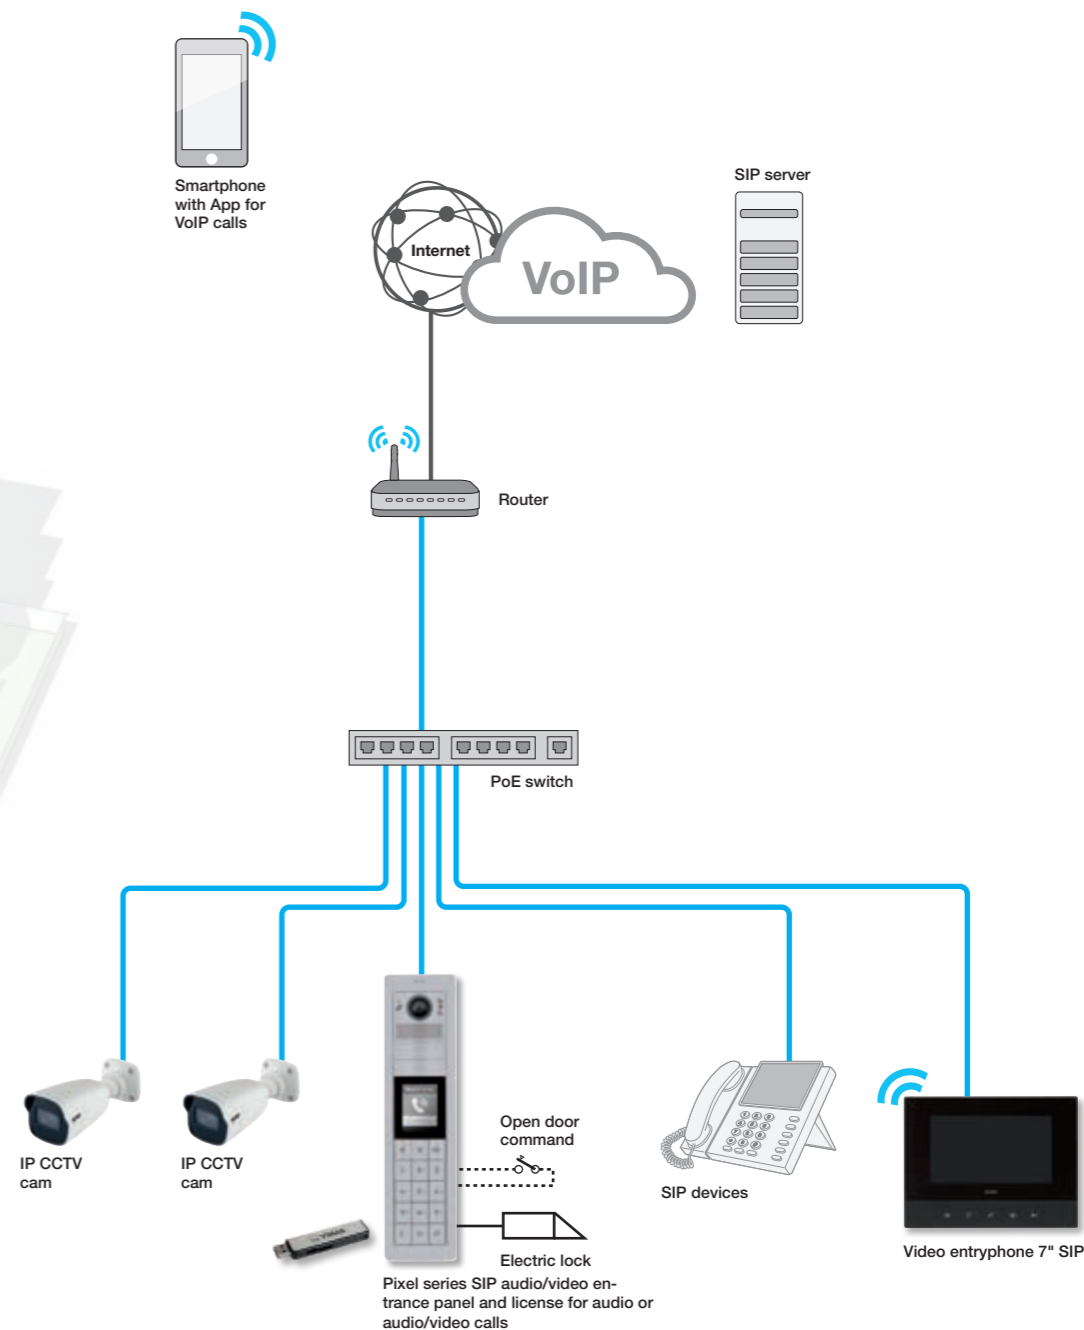 Smartphone
with App for
VoIP calls
SIP server
Internet
VoIP
Router
PoE switch
Open door
command
IP CCTV
cam
IP CCTV
cam
SIP devices
Electric lock
Video entryphone 7" SIP
Pixel series SIP audio/video en-
trance panel and license for audio or
audio/video calls